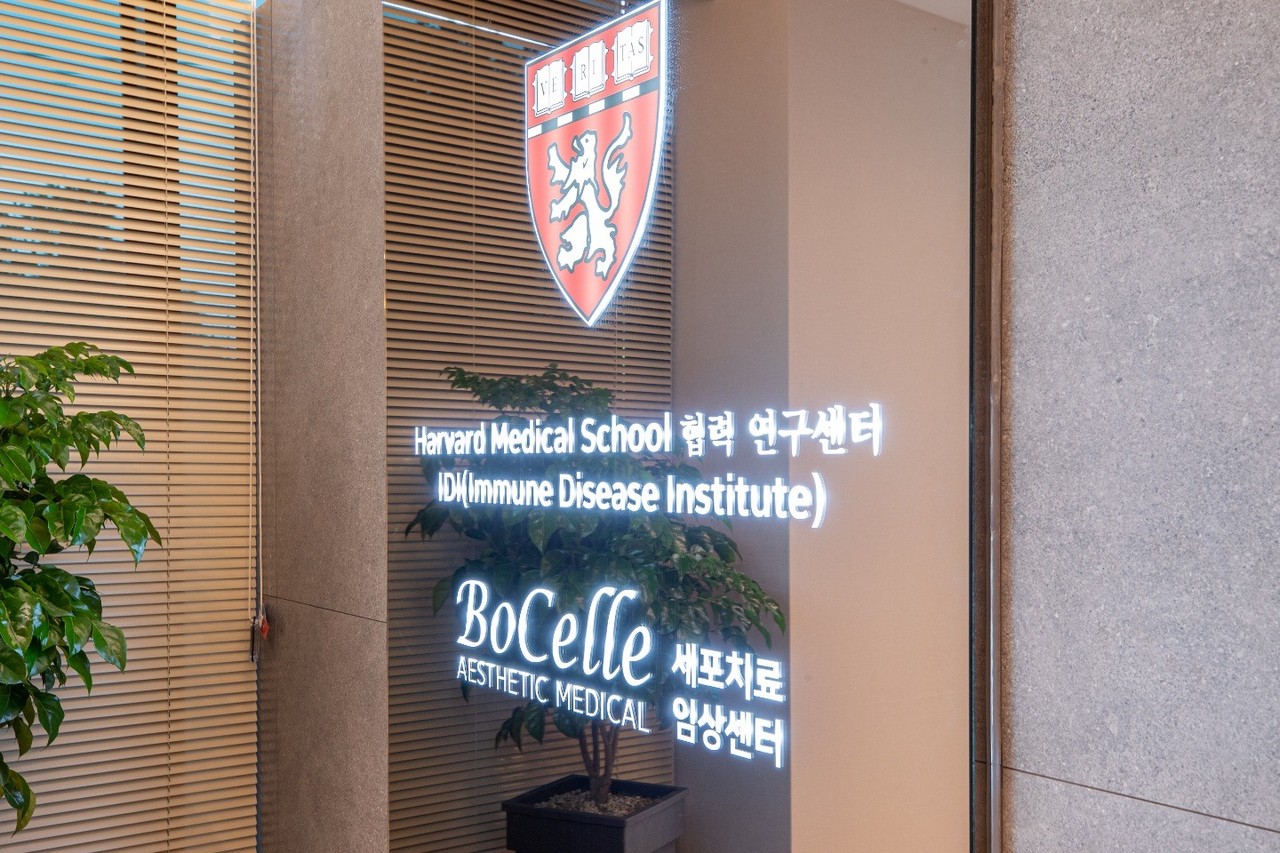 VE RI TAS
Harvard Medical School 협력 연구센터
IDI(Immune Disease Institute)
BoCelle
AESTHETIC MEDICAL
세포치료
임상센터